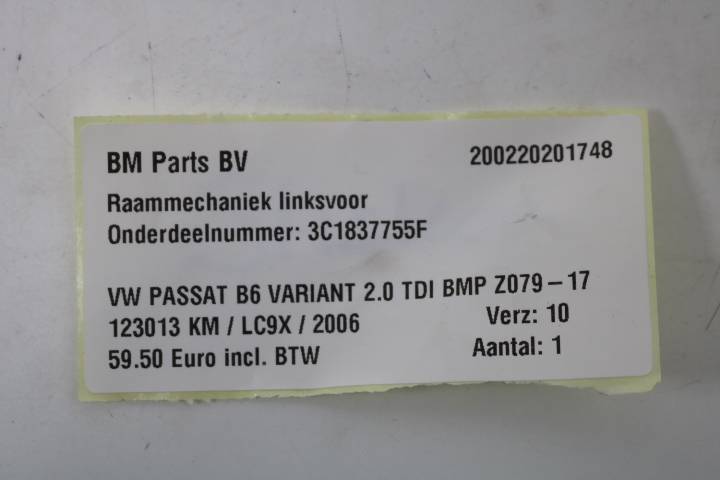 BM Parts BV 200220201748
Raammechaniek linksvoor
Onderdeelnummer: 3C1837755F
VW PASSAT B6 VARIANT 2.0 TDI BMP Z079-17
123013 KM / LC9X / 2006 Verz: 10
59.50 Euro incl. BTW Aantal: 1